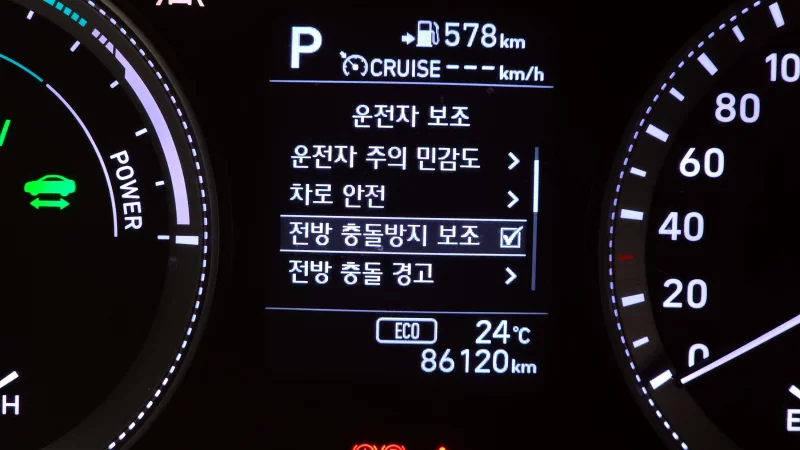 P
578km
CRUISE---km/h
운전자 보조
운전자 주의 민감도
차로 안전
전방 충돌방지 보조
전방 충돌 경고
ECO 24℃
86120km
POWER
H
80
60
40
20
0
E